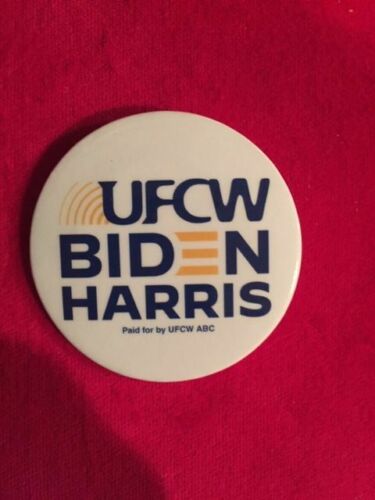 UFCW
BIDEN
HARRIS
Paid for by UFCW ABC